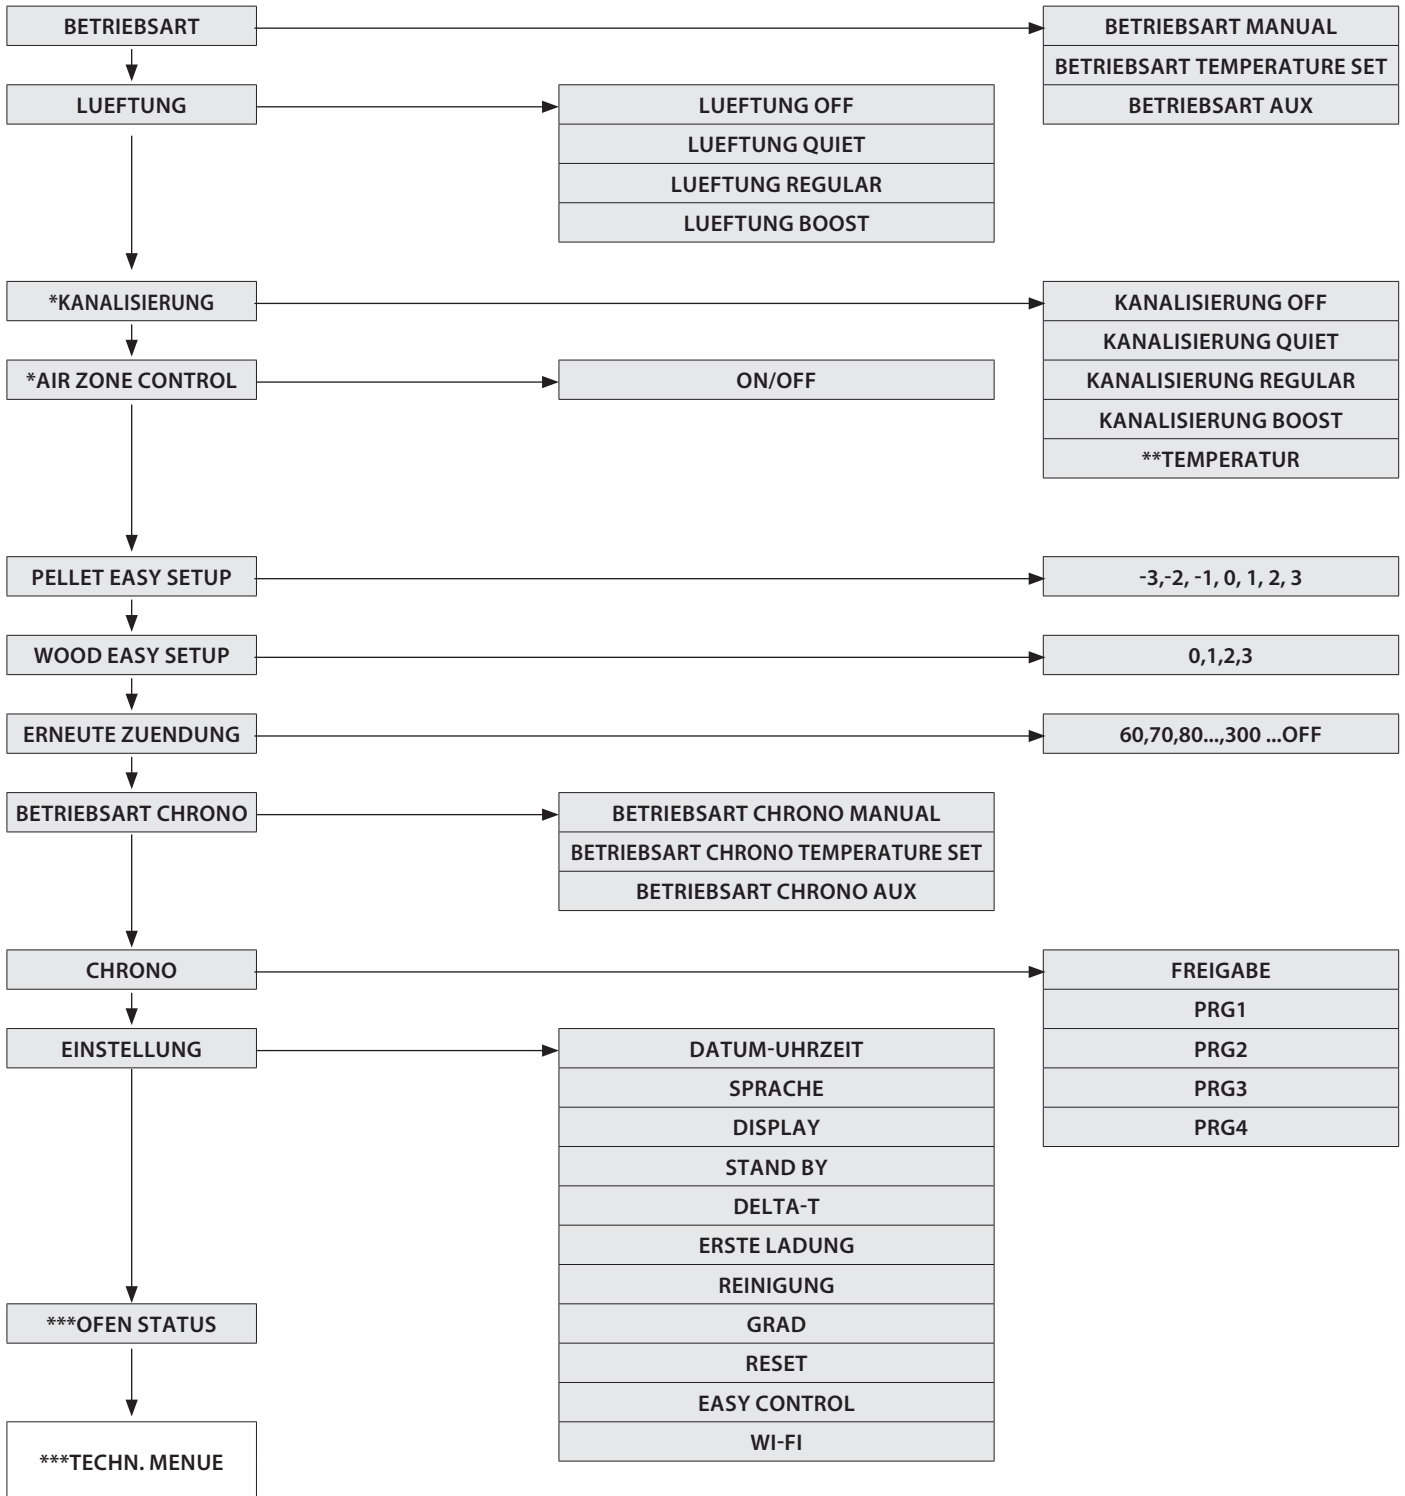 BETRIEBSART
BETRIEBSART MANUAL
BETRIEBSART TEMPERATURE SET
BETRIEBSART AUX
LUEFTUNG
LUEFTUNG OFF
LUEFTUNG QUIET
LUEFTUNG REGULAR
LUEFTUNG BOOST
*KANALISIERUNG
KANALISIERUNG OFF
KANALISIERUNG QUIET
KANALISIERUNG REGULAR
KANALISIERUNG BOOST
**TEMPERATUR
*AIR ZONE CONTROL
ON/OFF
PELLET EASY SETUP
-3,-2, -1, 0, 1, 2, 3
WOOD EASY SETUP
0,1,2,3
ERNEUTE ZUENDUNG
60,70,80...,300 ...OFF
BETRIEBSART CHRONO
BETRIEBSART CHRONO MANUAL
BETRIEBSART CHRONO TEMPERATURE SET
BETRIEBSART CHRONO AUX
CHRONO
FREIGABE
PRG1
PRG2
PRG3
PRG4
EINSTELLUNG
DATUM-UHRZEIT
SPRACHE
DISPLAY
STAND BY
DELTA-T
ERSTE LADUNG
REINIGUNG
GRAD
RESET
EASY CONTROL
WI-FI
***OFEN STATUS
***TECHN. MENUE